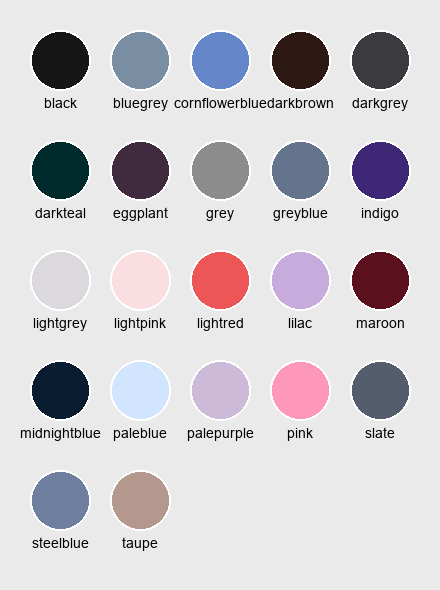 black bluegrey cornflowerblue darkbrown darkgrey
darkteal eggplant grey greyblue indigo
lightgrey lightpink lightred lilac maroon
midnightblue paleblue palepurple pink slate
steelblue taupe